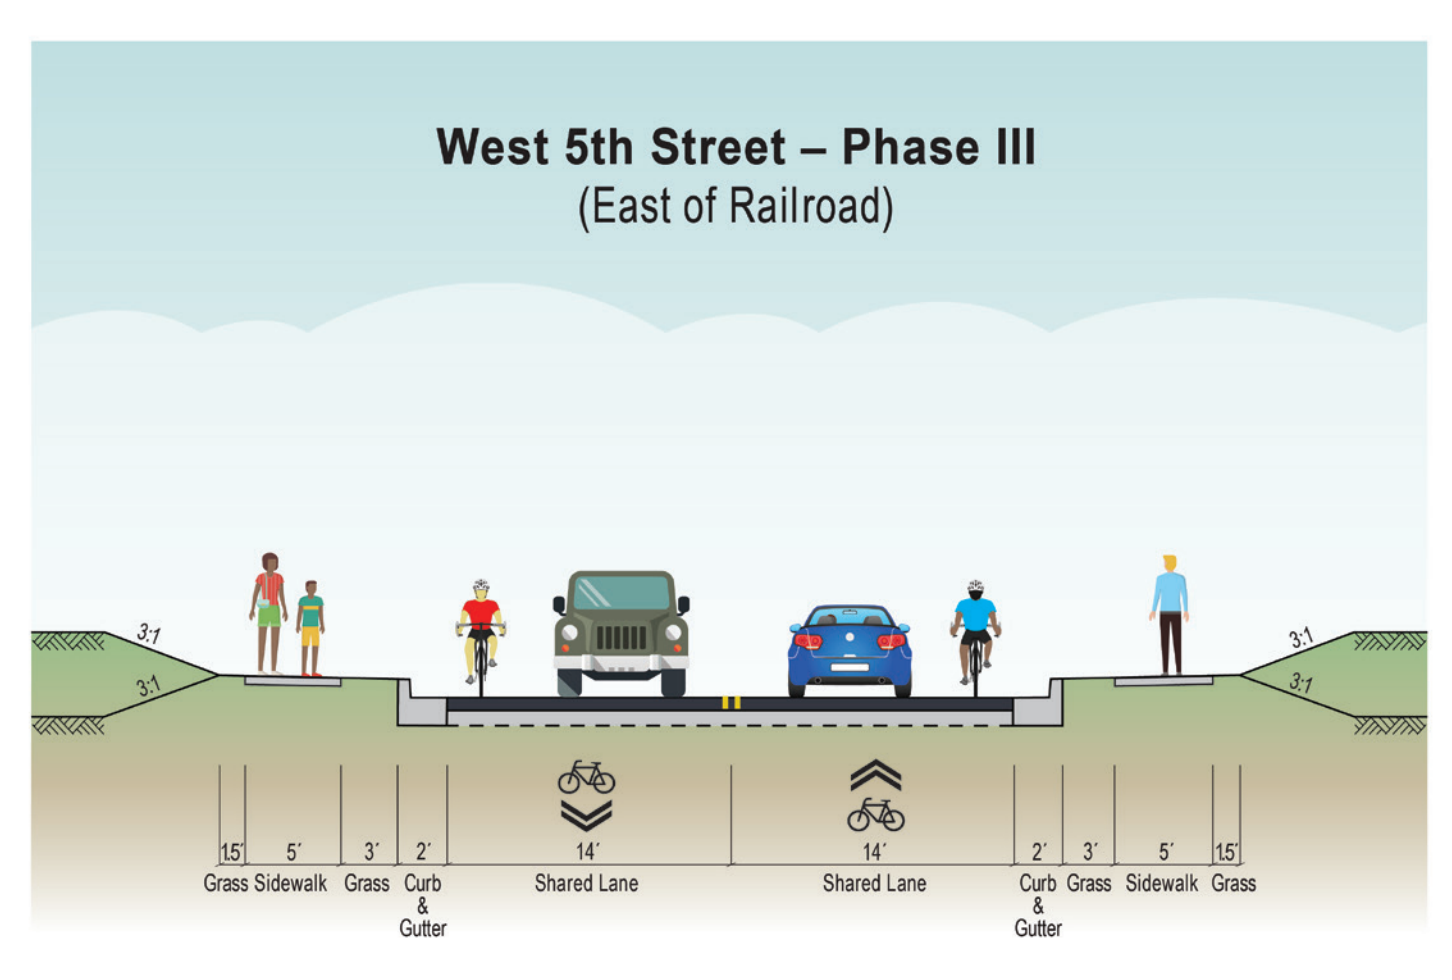 West 5th Street – Phase III
(East of Railroad)
3:1
3:1
3:1
3:1
1.5′ 5′ 3′ 2′ 14′ 14′ 2′ 3′ 5′ 1.5′
Grass Sidewalk Grass Curb & Gutter Shared Lane Shared Lane Curb & Gutter Grass Sidewalk Grass